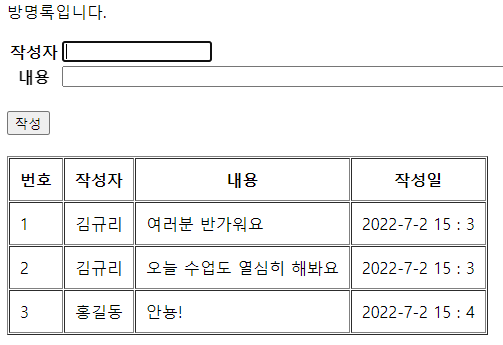 방명록입니다.
작성자
내용
작성
번호 작성자 내용 작성일
1 김규리 여러분 반가워요 2022-7-2 15 : 3
2 김규리 오늘 수업도 열심히 해봐요 2022-7-2 15 : 3
3 홍길동 안뇽! 2022-7-2 15 : 4